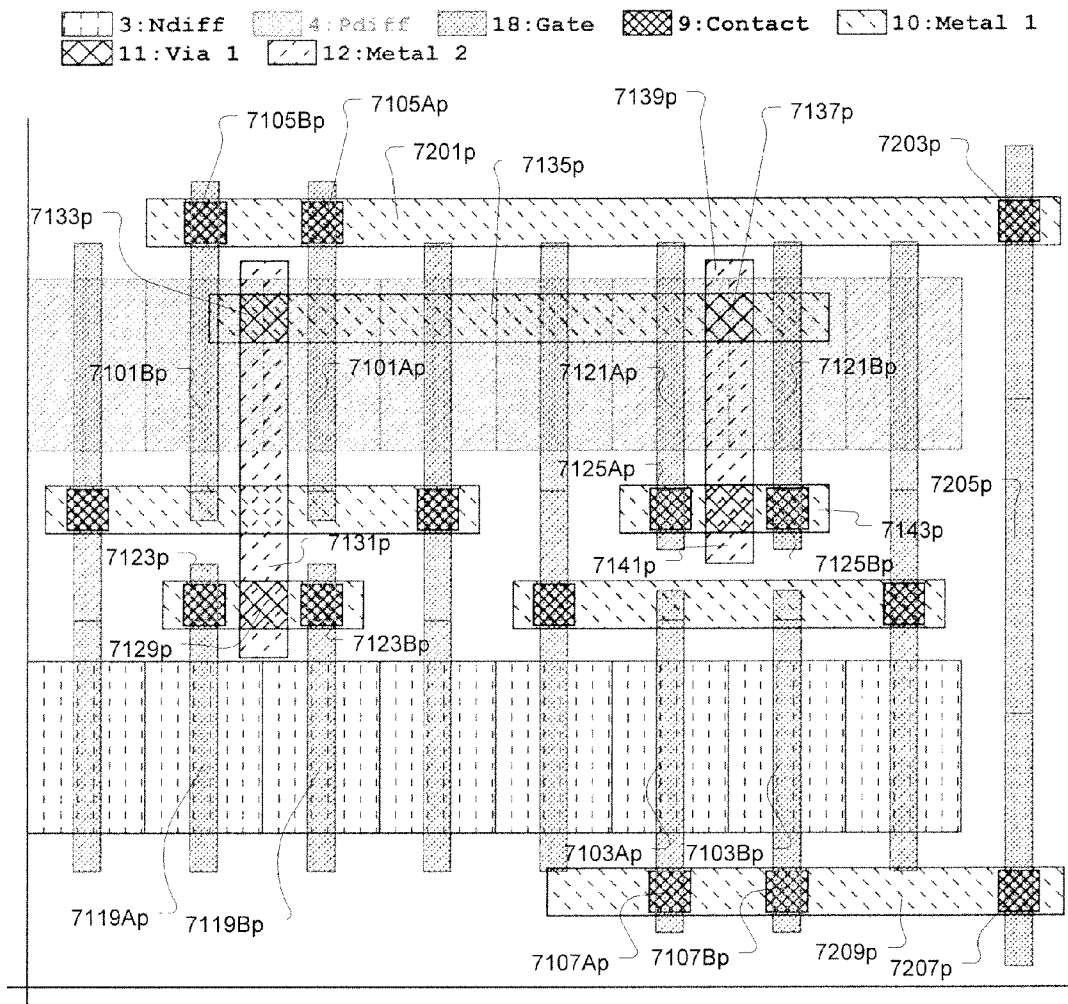 3:Ndiff 4:Pdiff 18:Gate 9:Contact 10:Metal 1
11:Via 1 12:Metal 2
7105Ap
7139p
7137p
7105Bp
7201p
7203p
7135p
7133p
7101Bp
7101Ap
7121Ap
7121Bp
7125Ap
7205p
7143p
7123p
7131p
7141p
7125Bp
7129p
7123Bp
7103Ap
7103Bp
7119Ap
7119Bp
7107Ap
7107Bp
7209p
7207p